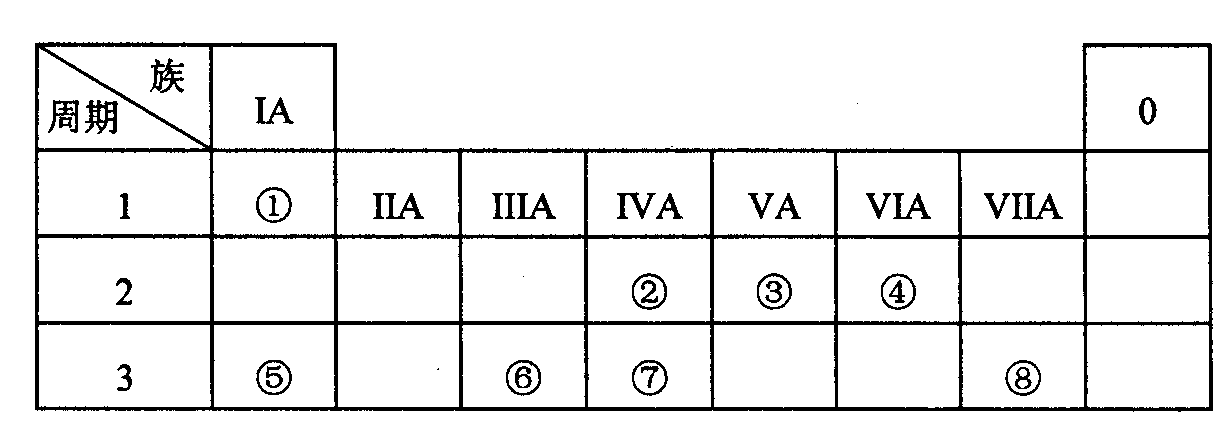 族
周期 IA 0
1 ① IIA IIIA IVA VA VIA VIIA
2 ② ③ ④
3 ⑤ ⑥ ⑦ ⑧